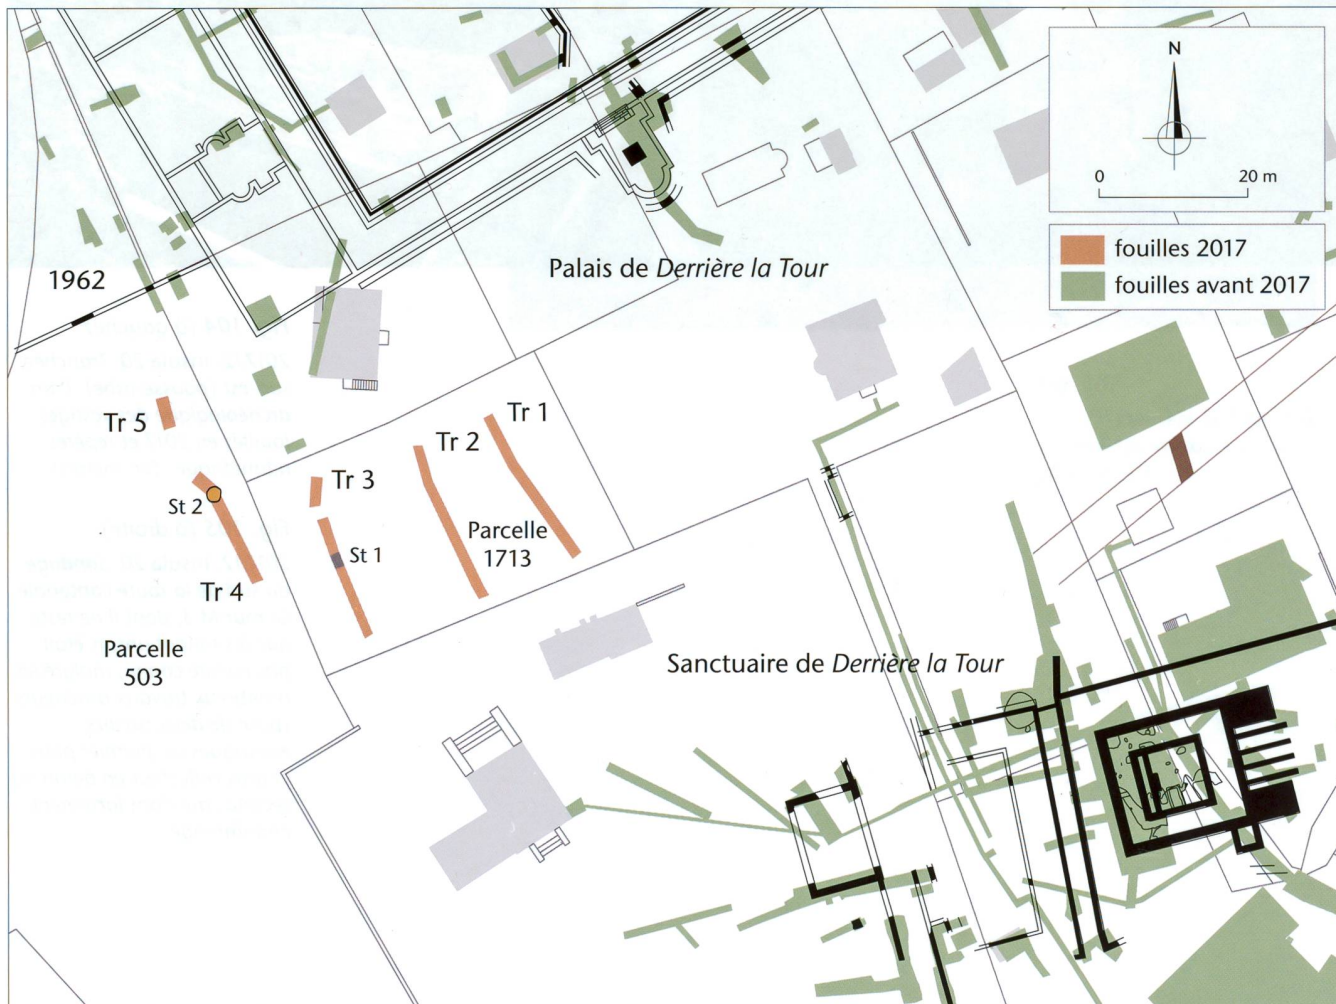 N
0 20 m
fouilles 2017
fouilles avant 2017
Palais de Derrière la Tour
1962
Tr 5
Tr 1
Tr 2
Tr 3
St 2
St 1
Parcelle
1713
Tr 4
Parcelle
503
Sanctuaire de Derrière la Tour